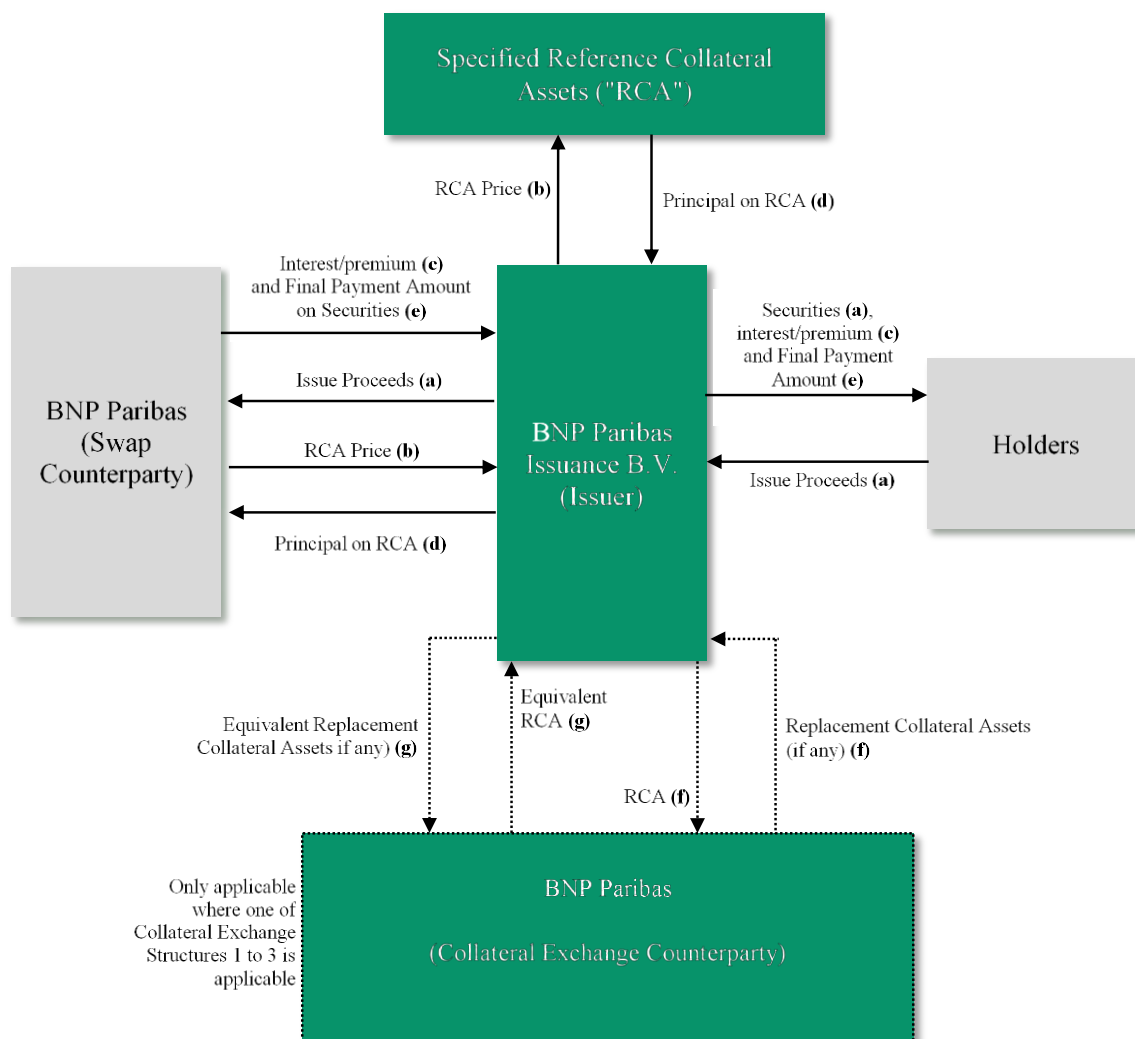 Specified Reference Collateral
Assets ("RCA")
RCA Price (b)
Principal on RCA (d)
Interest/premium (c)
and Final Payment Amount
on Securities (e)
Issue Proceeds (a)
RCA Price (b)
Principal on RCA (d)
BNP Paribas
(Swap
Counterparty)
BNP Paribas
Issuance B.V.
(Issuer)
Securities (a),
interest/premium (c)
and Final Payment
Amount (e)
Issue Proceeds (a)
Holders
Equivalent Replacement
Collateral Assets if any) (g)
Equivalent
RCA (g)
RCA (f)
Replacement Collateral Assets
(if any) (f)
Only applicable
where one of
Collateral Exchange
Structures 1 to 3 is
applicable
BNP Paribas
(Collateral Exchange Counterparty)